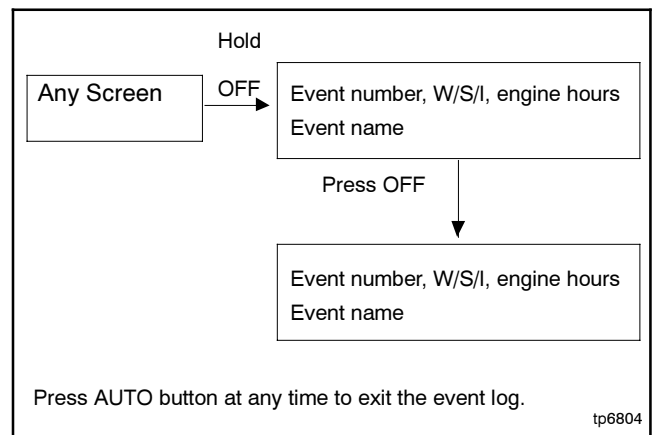 Hold
Any Screen
OFF
Event number, W/S/I, engine hours
Event name
Press OFF
Event number, W/S/I, engine hours
Event name
Press AUTO button at any time to exit the event log.
tp6804